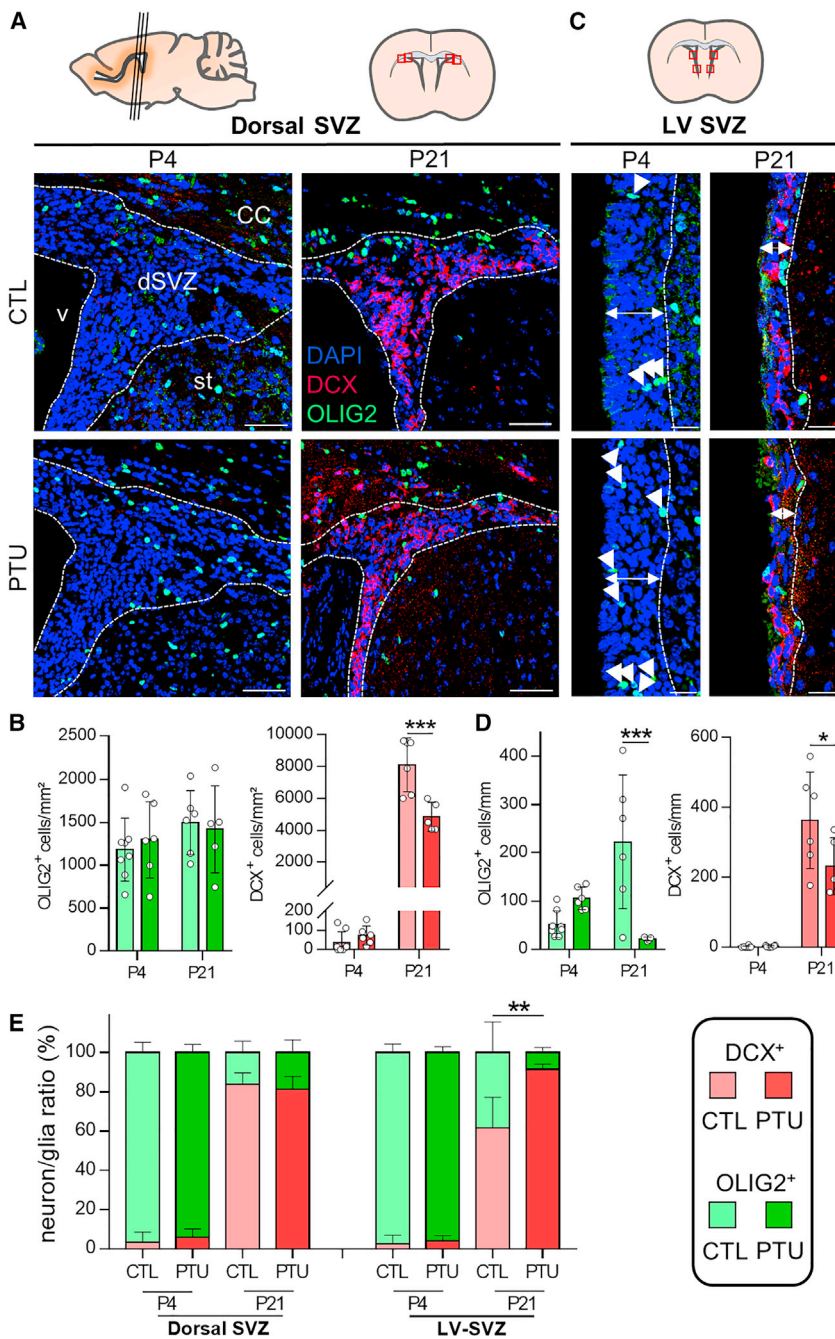 A
C
Dorsal SVZ
LV SVZ
P4
P21
P4
P21
CTL
CC
dSVZ
v
st
DAPI
DCX
OLIG2
PTU
B
OLIG2⁺ cells/mm²
2500
2000
1500
1000
500
0
P4
P21
DCX⁺ cells/mm²
10000
8000
6000
4000
200
100
0
***
P4
P21
D
OLIG2⁺ cells/mm
400
300
200
100
0
***
P4
P21
DCX⁺ cells/mm
600
400
200
0
*
P4
P21
E
neuron/glia ratio (%)
100
80
60
40
20
0
**
CTL PTU CTL PTU CTL PTU CTL PTU
P4 P21 P4 P21
Dorsal SVZ LV-SVZ
DCX⁺
CTL PTU
OLIG2⁺
CTL PTU